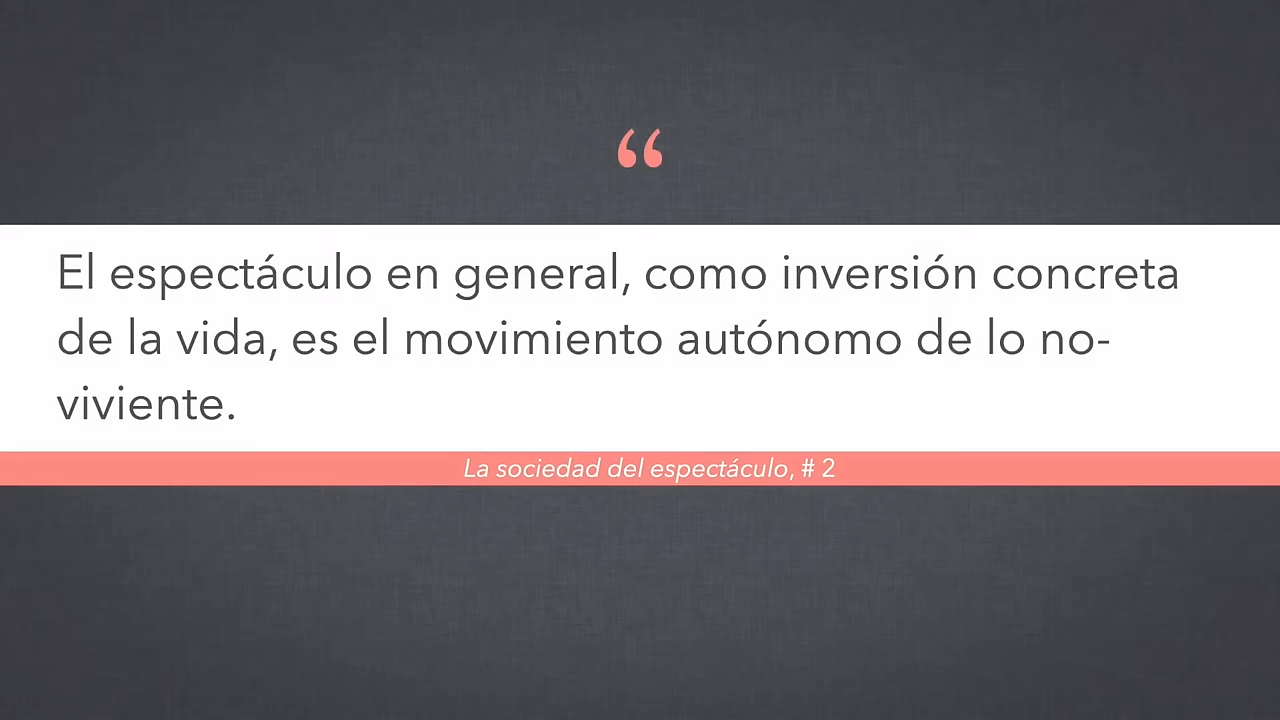 “
El espectáculo en general, como inversión concreta
de la vida, es el movimiento autónomo de lo no-
viviente.
La sociedad del espectáculo, # 2